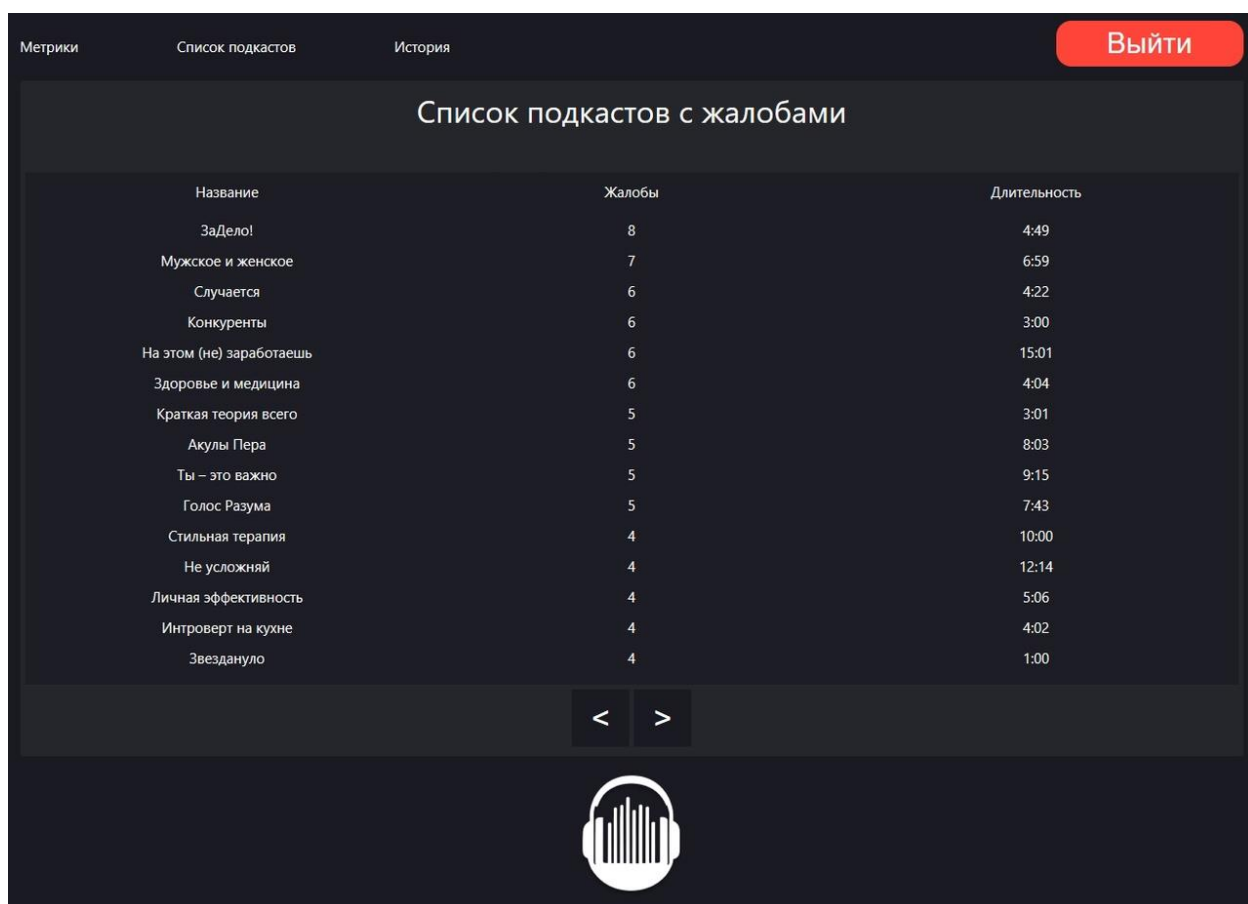 Метрики Список подкастов История Выйти
Список подкастов с жалобами
Название Жалобы Длительность
ЗаДело! 8 4:49
Мужское и женское 7 6:59
Случается 6 4:22
Конкуренты 6 3:00
На этом (не) заработаешь 6 15:01
Здоровье и медицина 6 4:04
Краткая теория всего 5 3:01
Акулы Пера 5 8:03
Ты – это важно 5 9:15
Голос Разума 5 7:43
Стильная терапия 4 10:00
Не усложняй 4 12:14
Личная эффективность 4 5:06
Интроверт на кухне 4 4:02
Звездануло 4 1:00
< >